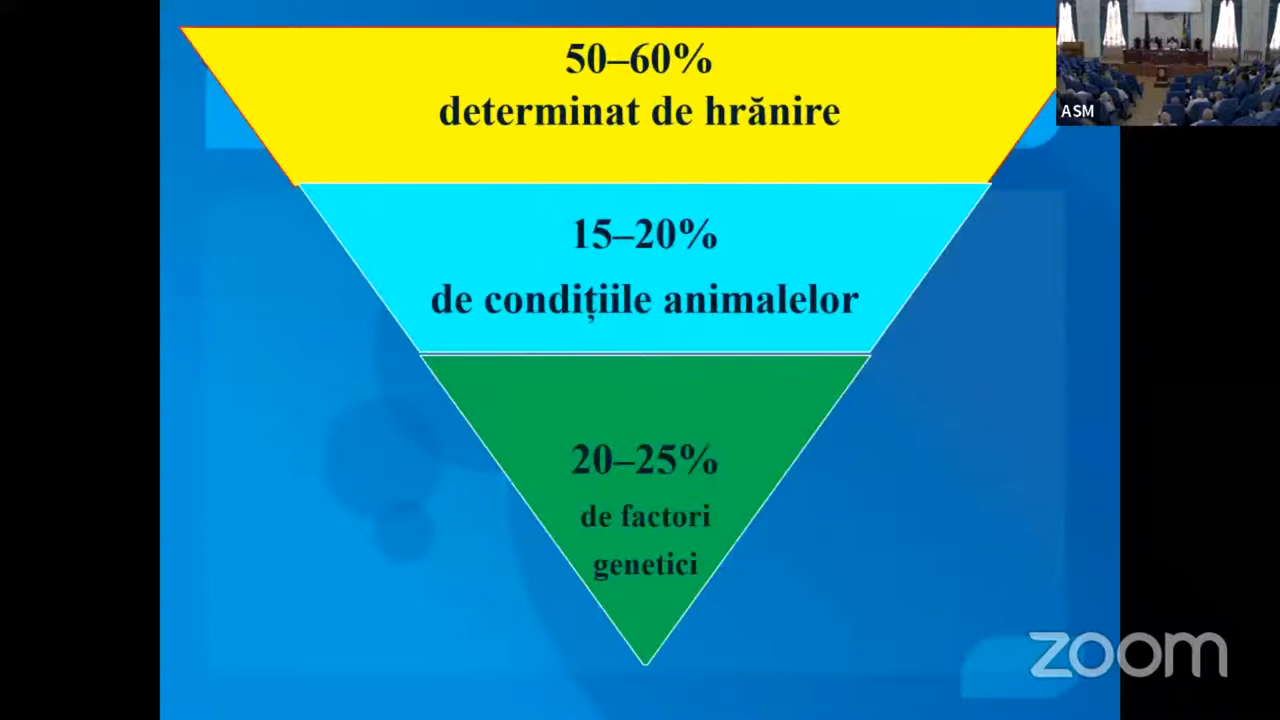 50–60%
determinat de hrănire
ASM
15–20%
de condițiile animalelor
20–25%
de factori
genetici
zoom